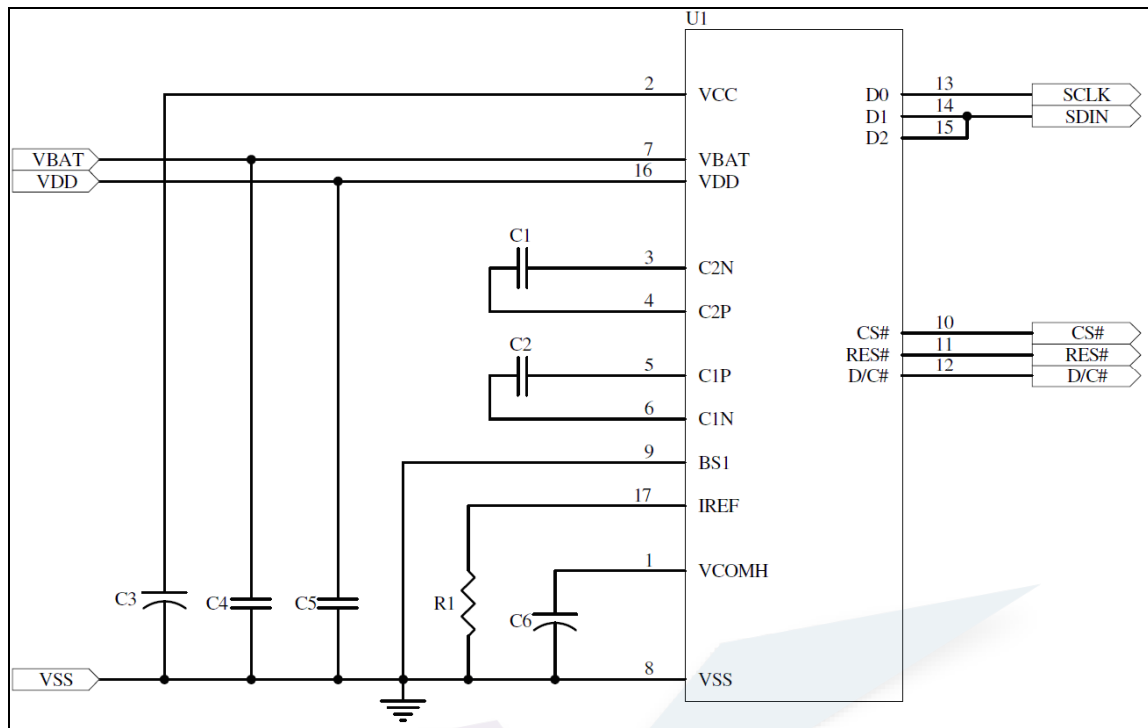 U1
2 VCC D0 13 SCLK
D1 14 SDIN
D2 15
VBAT 7 VBAT
VDD 16 VDD
C1 3 C2N
4 C2P
CS# 10 CS#
RES# 11 RES#
D/C# 12 D/C#
C2 5 C1P
6 C1N
9 BS1
17 IREF
1 VCOMH
C3 C4 C5 R1 C6
VSS 8 VSS